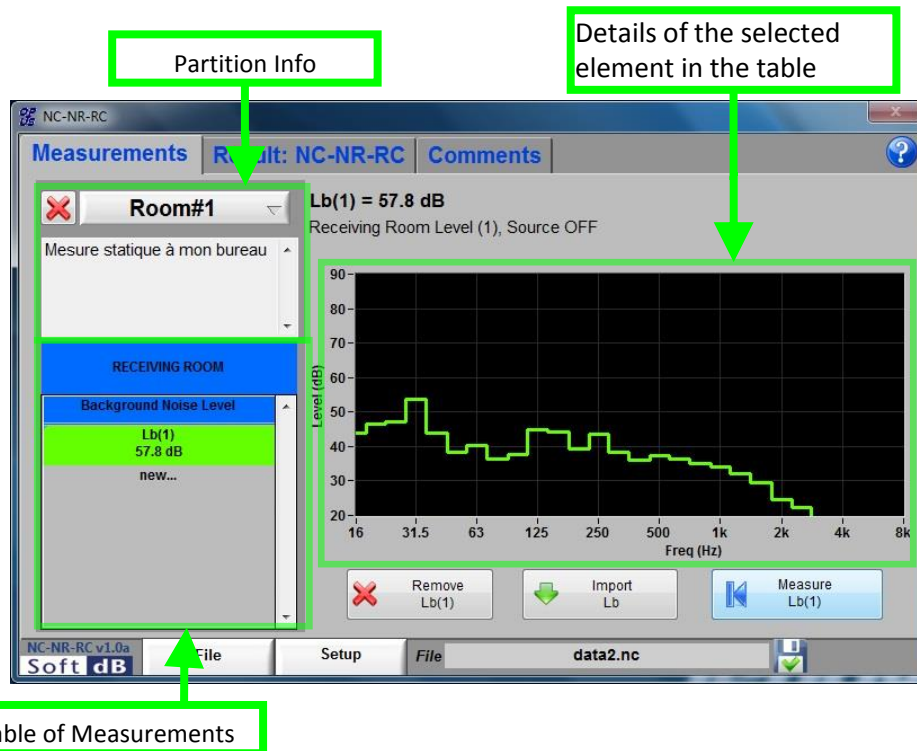 Partition Info
Details of the selected
element in the table
NC-NR-RC
Measurements
Result: NC-NR-RC
Comments
Room#1
Mesure statique à mon bureau
Lb(1) = 57.8 dB
Receiving Room Level (1), Source OFF
RECEIVING ROOM
Background Noise Level
Lb(1)
57.8 dB
new...
Level (dB)
90
80
70
60
50
40
30
20
16 31.5 63 125 250 500 1k 2k 4k 8k
Freq (Hz)
Remove
Lb(1)
Import
Lb
Measure
Lb(1)
NC-NR-RC v1.0a
Soft dB
File
Setup
File
data2.nc
of Measurements